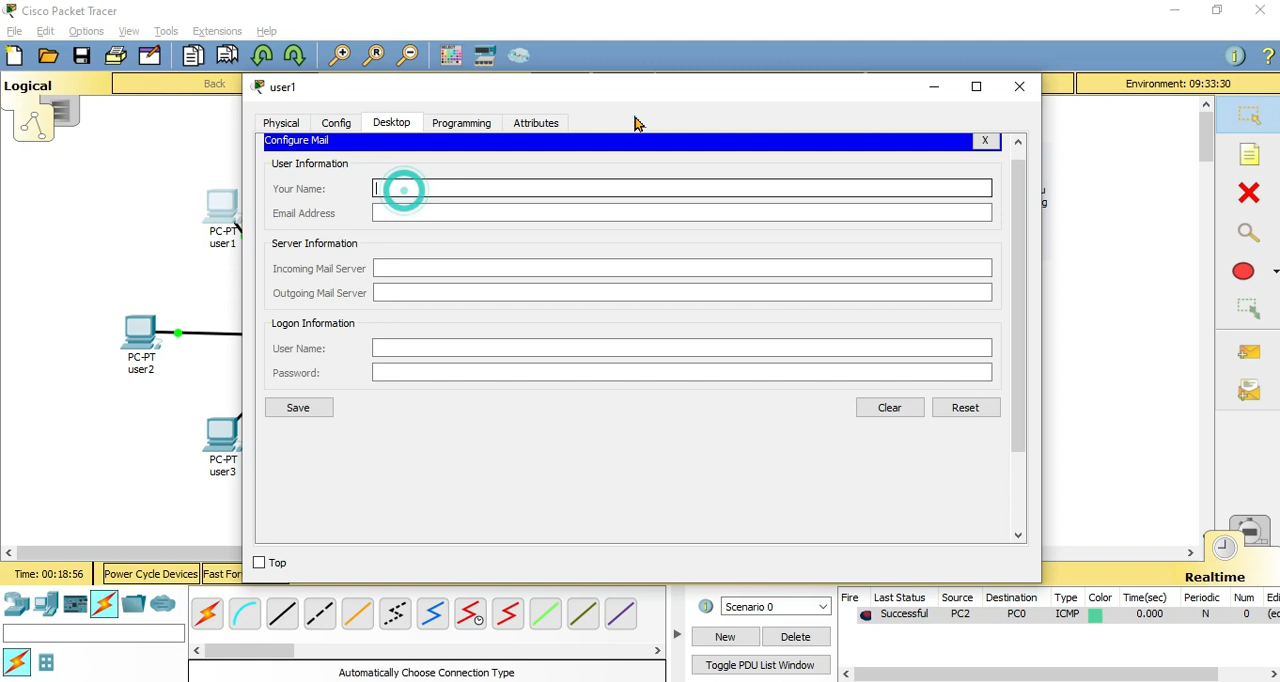 Cisco Packet Tracer
File Edit Options View Tools Extensions Help
Logical
Back
Environment: 09:33:30
user1
Physical Config Desktop Programming Attributes
Configure Mail X
User Information
Your Name:
Email Address
Server Information
Incoming Mail Server
Outgoing Mail Server
Logon Information
User Name:
Password:
Save Clear Reset
Top
PC-PT
user1
PC-PT
user2
PC-PT
user3
Time: 00:18:56 Power Cycle Devices Fast For
Realtime
Scenario 0
New Delete
Toggle PDU List Window
Automatically Choose Connection Type
Fire Last Status Source Destination Type Color Time(sec) Periodic Num Edi
Successful PC2 PC0 ICMP 0.000 N 0 (ec